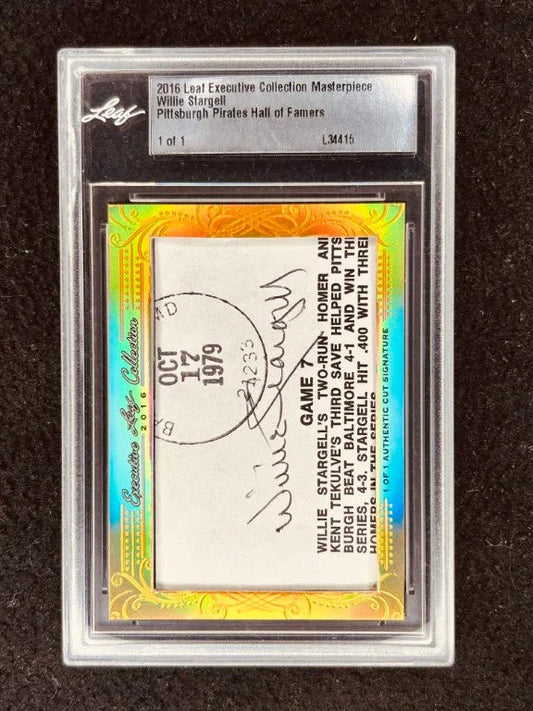 Leaf
2016 Leaf Executive Collection Masterpiece
Willie Stargell
Pittsburgh Pirates Hall of Famers
1 of 1
L34415
Executive Leaf Collection
2016
MD
OCT
17
1979
BA
21233
Willie Stargell
GAME 7
WILLIE STARGELL'S TWO-RUN HOMER AND
KENT TEKULVE'S THIRD SAVE HELPED PITTS
BURGH BEAT BALTIMORE 4-1 AND WIN THE
SERIES, 4-3. STARGELL HIT .400 WITH THREE
HOMERS IN THE SERIES
1 OF 1 AUTHENTIC CUT SIGNATURE